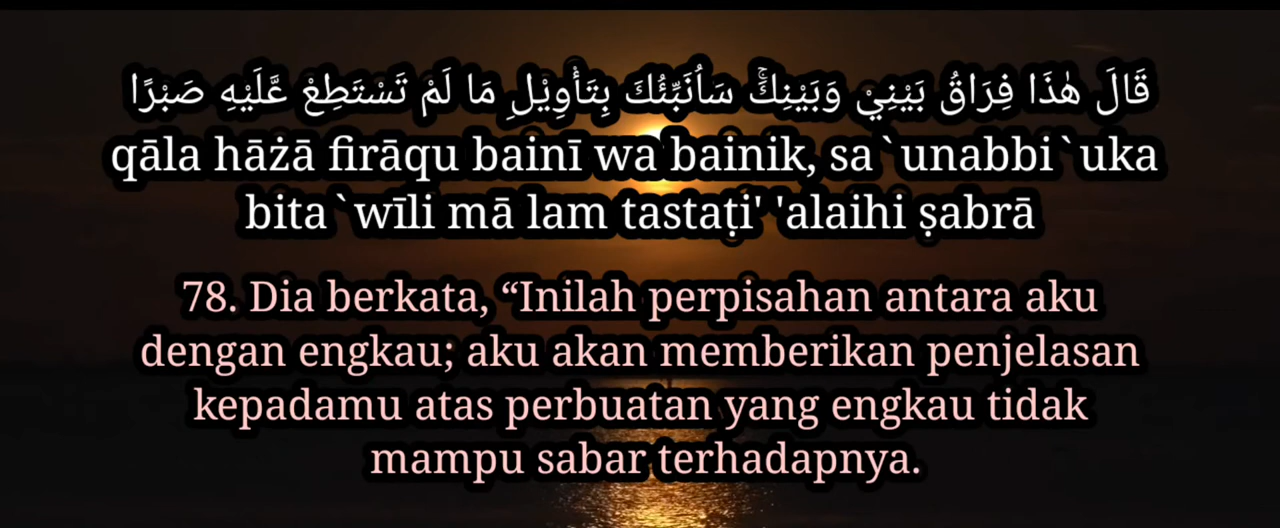 قَالَ هٰذَا فِرَاقُ بَيْنِيْ وَبَيْنِكَۚ سَاُنَبِّئُكَ بِتَأْوِيْلِ مَا لَمْ تَسْتَطِعْ عَّلَيْهِ صَبْرًا
qāla hāżā firāqu bainī wa bainik, sa`unabbi`uka
bita`wīli mā lam tastaṭi' 'alaihi ṣabrā
78. Dia berkata, “Inilah perpisahan antara aku
dengan engkau; aku akan memberikan penjelasan
kepadamu atas perbuatan yang engkau tidak
mampu sabar terhadapnya.